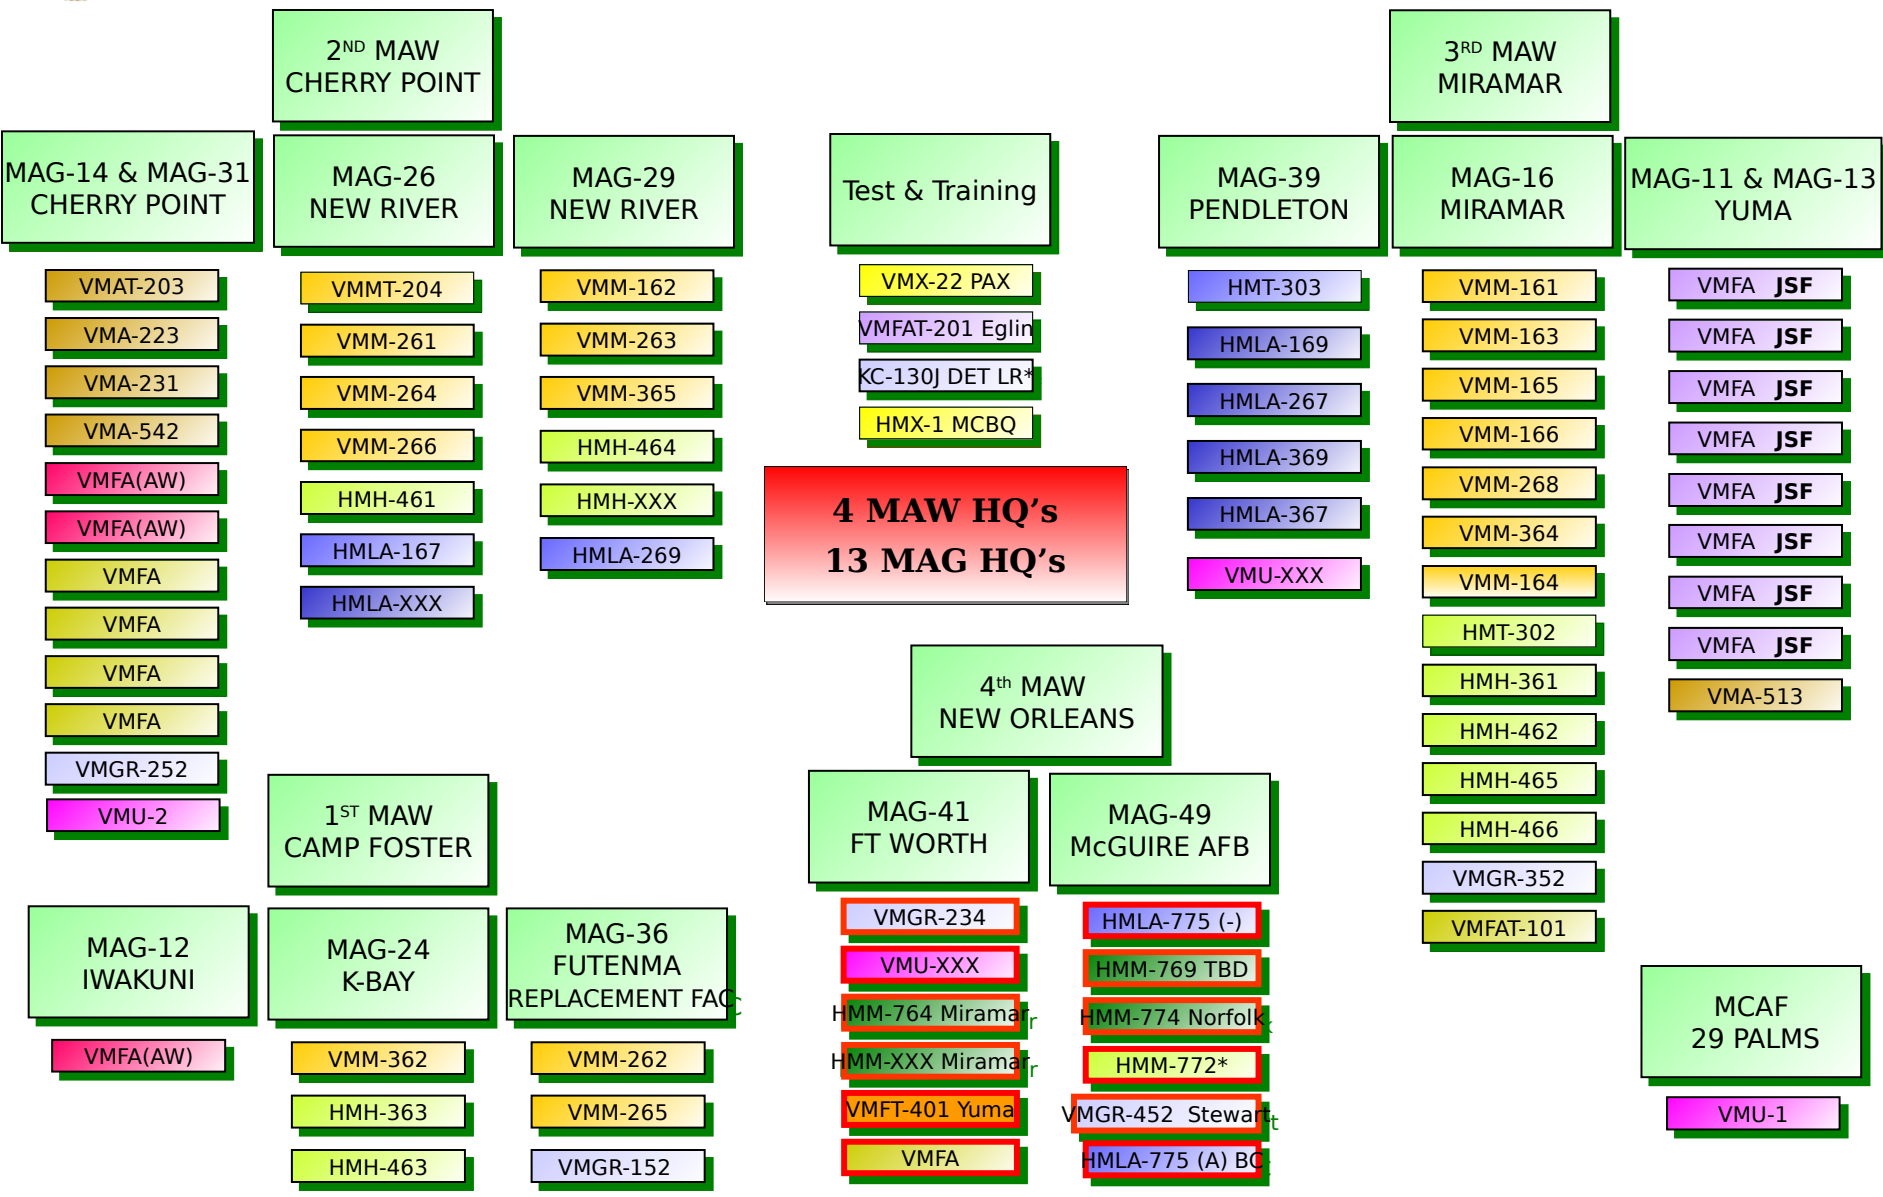 2ND MAW
CHERRY POINT
3RD MAW
MIRAMAR
MAG-14 & MAG-31
CHERRY POINT
MAG-26
NEW RIVER
MAG-29
NEW RIVER
Test & Training
MAG-39
PENDLETON
MAG-16
MIRAMAR
MAG-11 & MAG-13
YUMA
VMAT-203
VMA-223
VMA-231
VMA-542
VMFA(AW)
VMFA(AW)
VMFA
VMFA
VMFA
VMFA
VMGR-252
VMU-2
VMMT-204
VMM-261
VMM-264
VMM-266
HMH-461
HMLA-167
HMLA-XXX
VMM-162
VMM-263
VMM-365
HMH-464
HMH-XXX
HMLA-269
VMX-22 PAX
VMFAT-201 Eglin
KC-130J DET LR*
HMX-1 MCBQ
4 MAW HQ’s
13 MAG HQ’s
HMT-303
HMLA-169
HMLA-267
HMLA-369
HMLA-367
VMU-XXX
VMM-161
VMM-163
VMM-165
VMM-166
VMM-268
VMM-364
VMM-164
HMT-302
HMH-361
HMH-462
HMH-465
HMH-466
VMGR-352
VMFAT-101
VMFA JSF
VMFA JSF
VMFA JSF
VMFA JSF
VMFA JSF
VMFA JSF
VMFA JSF
VMFA JSF
VMA-513
1ST MAW
CAMP FOSTER
MAG-12
IWAKUNI
MAG-24
K-BAY
MAG-36
FUTENMA
REPLACEMENT FAC
VMFA(AW)
VMM-362
HMH-363
HMH-463
VMM-262
VMM-265
VMGR-152
4th MAW
NEW ORLEANS
MAG-41
FT WORTH
MAG-49
McGUIRE AFB
VMGR-234
VMU-XXX
HMM-764 Miramar
HMM-XXX Miramar
VMFT-401 Yuma
VMFA
HMLA-775 (-)
HMM-769 TBD
HMM-774 Norfolk
HMM-772*
VMGR-452 Stewart
HMLA-775 (A) BC
MCAF
29 PALMS
VMU-1